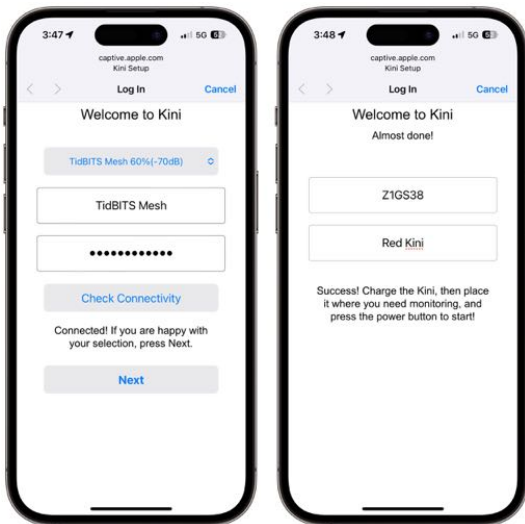 3:47
5G
captive.apple.com
Kini Setup
Log In
Cancel
Welcome to Kini
TidBITS Mesh 60%(-70dB)
TidBITS Mesh
••••••••••••
Check Connectivity
Connected! If you are happy with
your selection, press Next.
Next
3:48
5G
captive.apple.com
Kini Setup
Log In
Cancel
Welcome to Kini
Almost done!
Z1GS38
Red Kini
Success! Charge the Kini, then place
it where you need monitoring, and
press the power button to start!